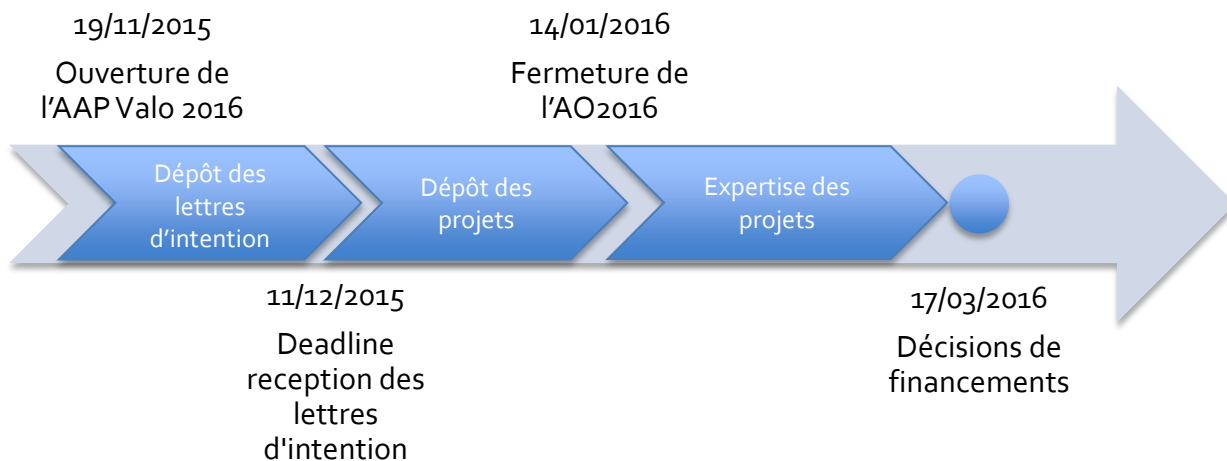 19/11/2015
Ouverture de
l'AAP Valo 2016
14/01/2016
Fermeture de
l'AO2016
Dépôt des
lettres
d'intention
Dépôt des
projets
Expertise des
projets
11/12/2015
Deadline
reception des
lettres
d'intention
17/03/2016
Décisions de
financements